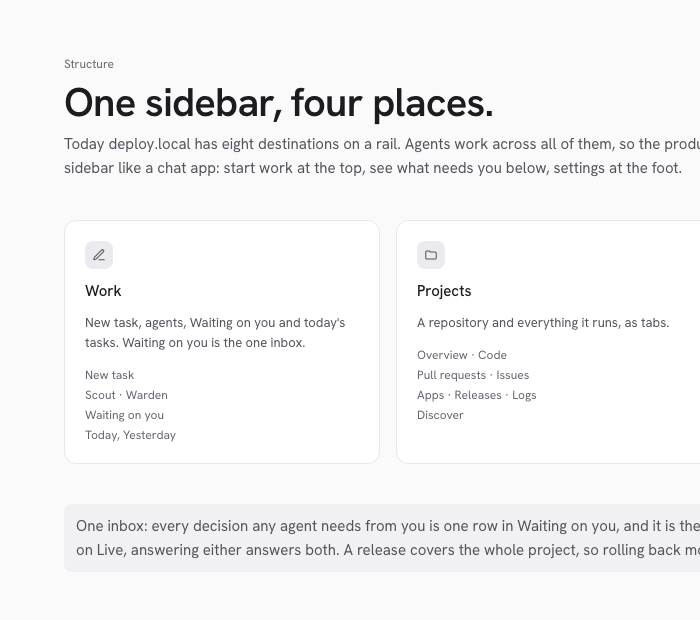 Structure
One sidebar, four places.
Today deploy.local has eight destinations on a rail. Agents work across all of them, so the
sidebar like a chat app: start work at the top, see what needs you below, settings at the foot.
Work
New task, agents, Waiting on you and today's
tasks. Waiting on you is the one inbox.
New task
Scout · Warden
Waiting on you
Today, Yesterday
Projects
A repository and everything it runs, as tabs.
Overview · Code
Pull requests · Issues
Apps · Releases · Logs
Discover
One inbox: every decision any agent needs from you is one row in Waiting on you, and it is the
on Live, answering either answers both. A release covers the whole project, so rolling back